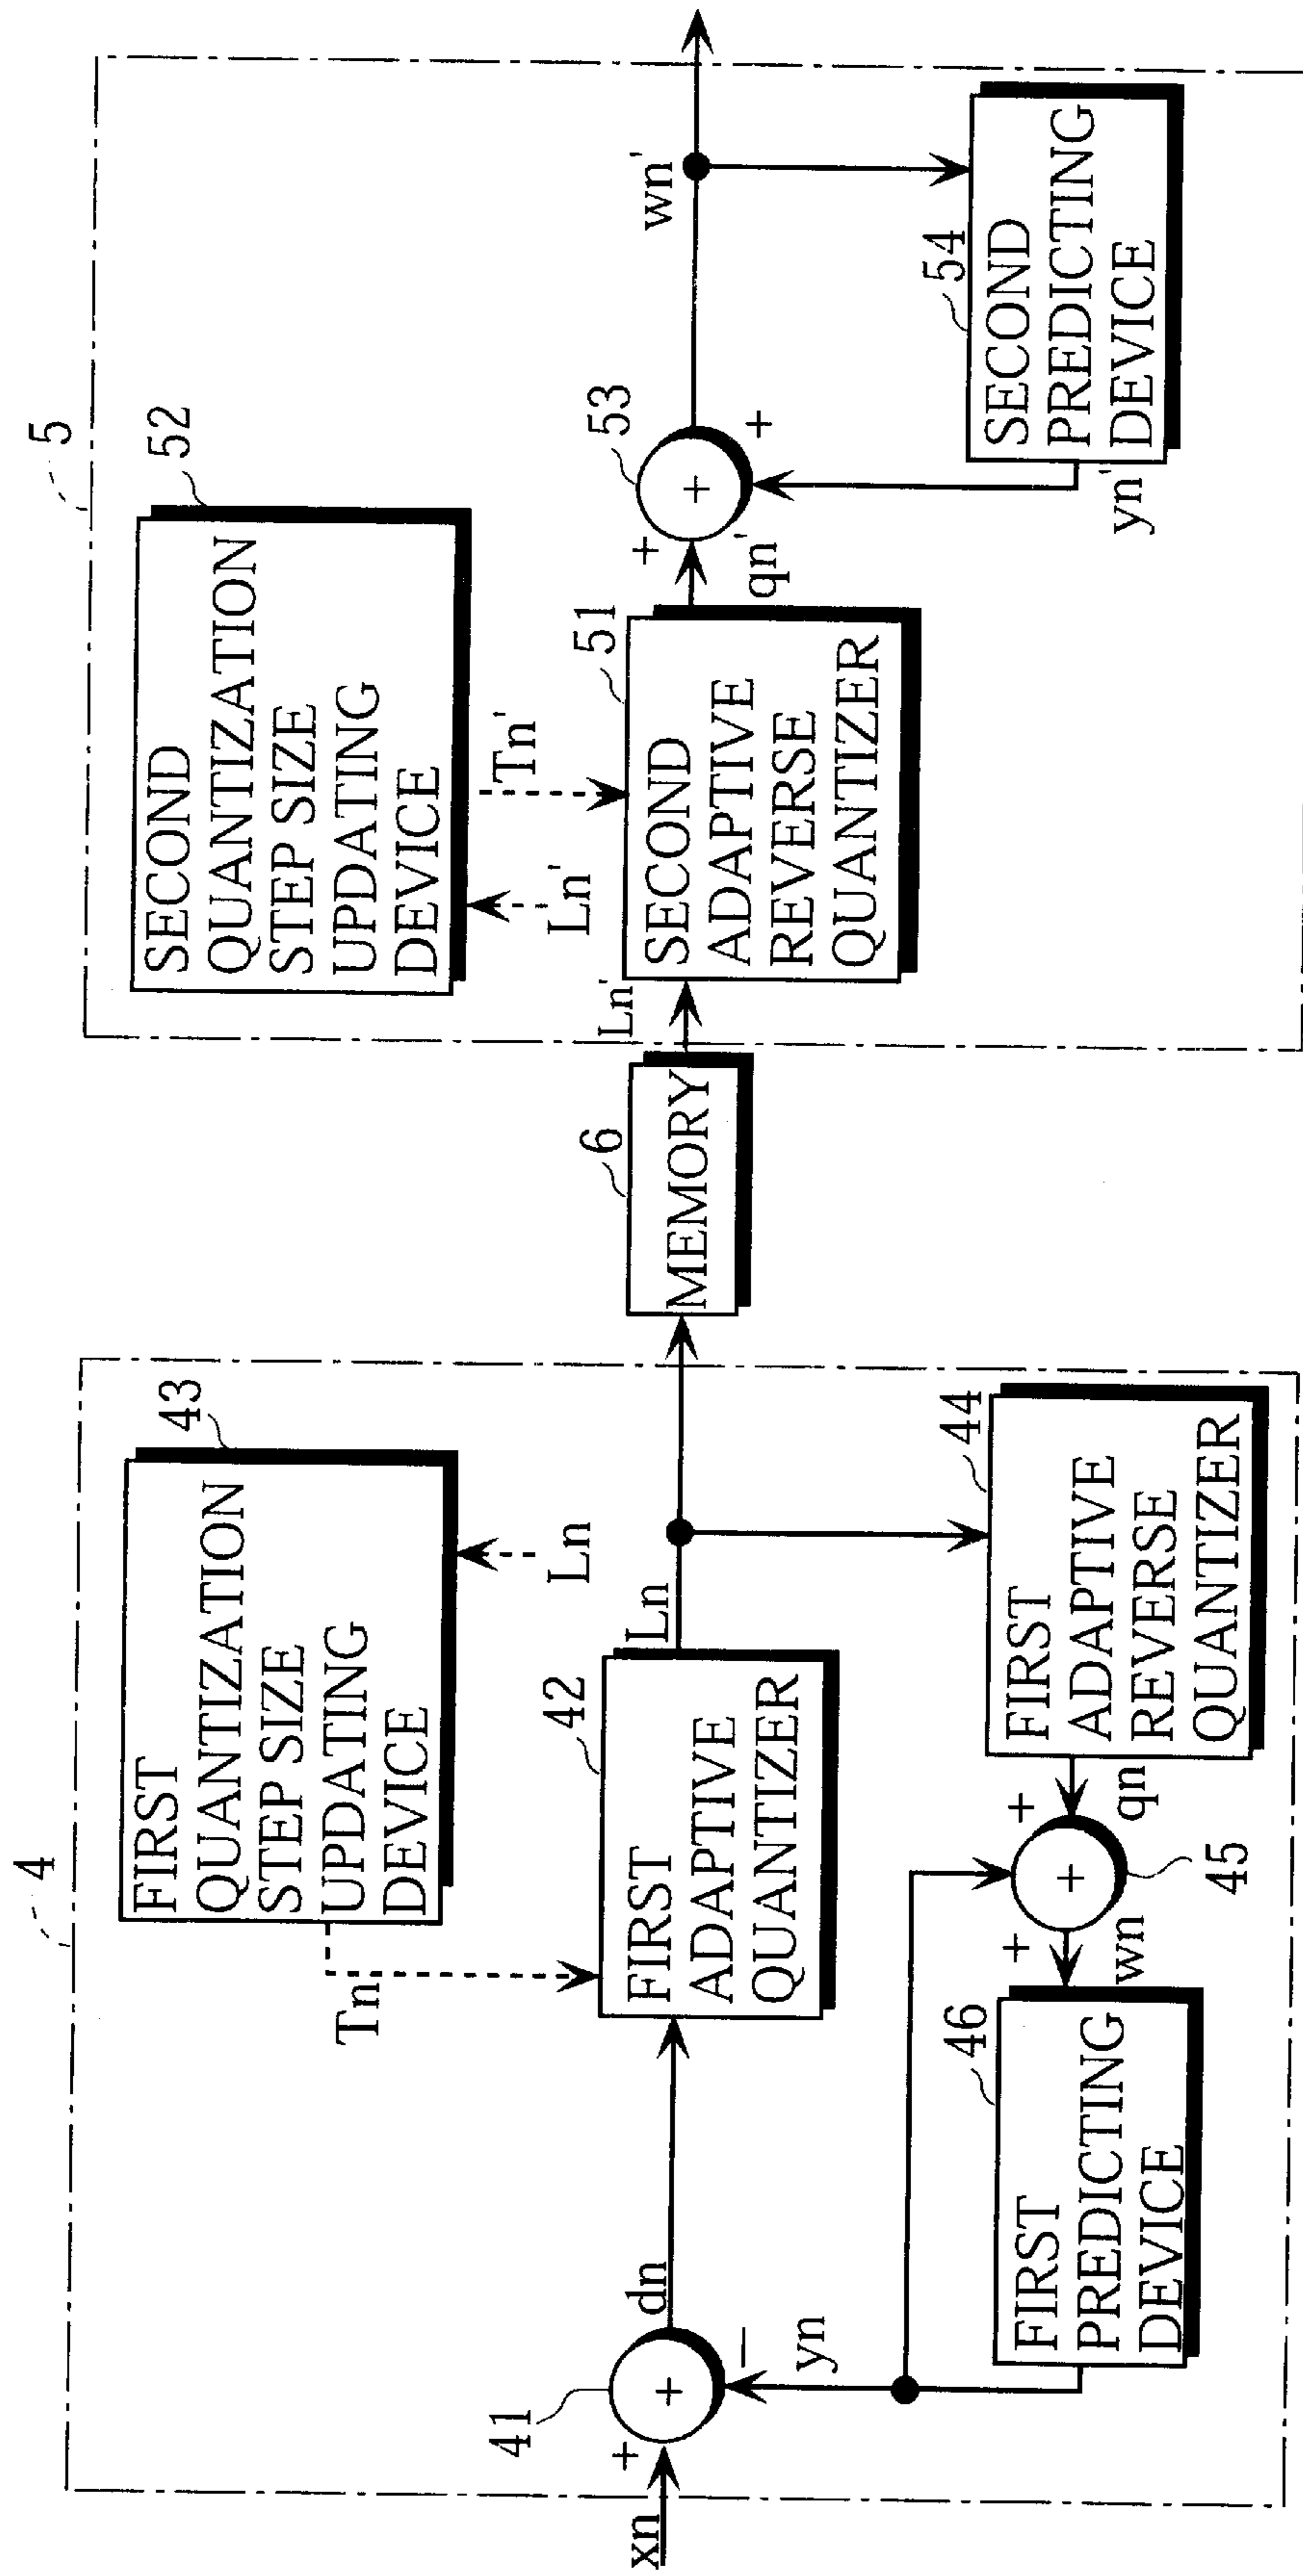 4
FIRST
QUANTIZATION
STEP SIZE
UPDATING
DEVICE
43
Tn
Ln
xn
+
41
+
−
dn
yn
FIRST
ADAPTIVE
QUANTIZER
42
Ln
FIRST
ADAPTIVE
REVERSE
QUANTIZER
44
qn
+
+
+
45
wn
FIRST
PREDICTING
DEVICE
46
MEMORY
6
5
SECOND
QUANTIZATION
STEP SIZE
UPDATING
DEVICE
52
Ln'
Tn'
Ln'
SECOND
ADAPTIVE
REVERSE
QUANTIZER
51
qn'
+
+
+
53
wn'
yn'
SECOND
PREDICTING
DEVICE
54